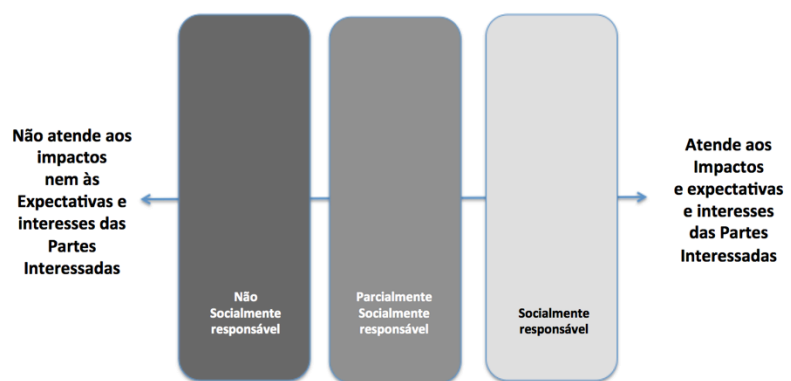 Não atende aos
impactos
nem às
Expectativas e
interesses das
Partes
Interessadas
Não
Socialmente
responsável
Parcialmente
Socialmente
responsável
Socialmente
responsável
Atende aos
Impactos
e expectativas
e interesses
das Partes
Interessadas